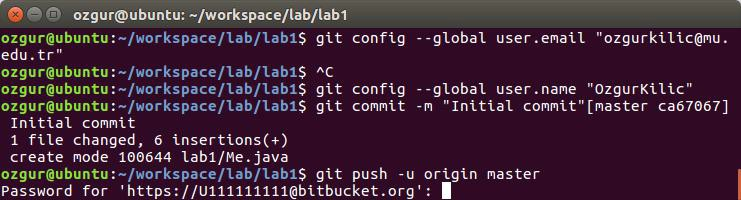 ozgur@ubuntu: ~/workspace/lab/lab1
ozgur@ubuntu:~/workspace/lab/lab1$ git config --global user.email "ozgurkilic@mu.
edu.tr"
ozgur@ubuntu:~/workspace/lab/lab1$ ^C
ozgur@ubuntu:~/workspace/lab/lab1$ git config --global user.name "OzgurKilic"
ozgur@ubuntu:~/workspace/lab/lab1$ git commit -m "Initial commit"[master ca67067]
 Initial commit
 1 file changed, 6 insertions(+)
 create mode 100644 lab1/Me.java
ozgur@ubuntu:~/workspace/lab/lab1$ git push -u origin master
Password for 'https://U111111111@bitbucket.org':